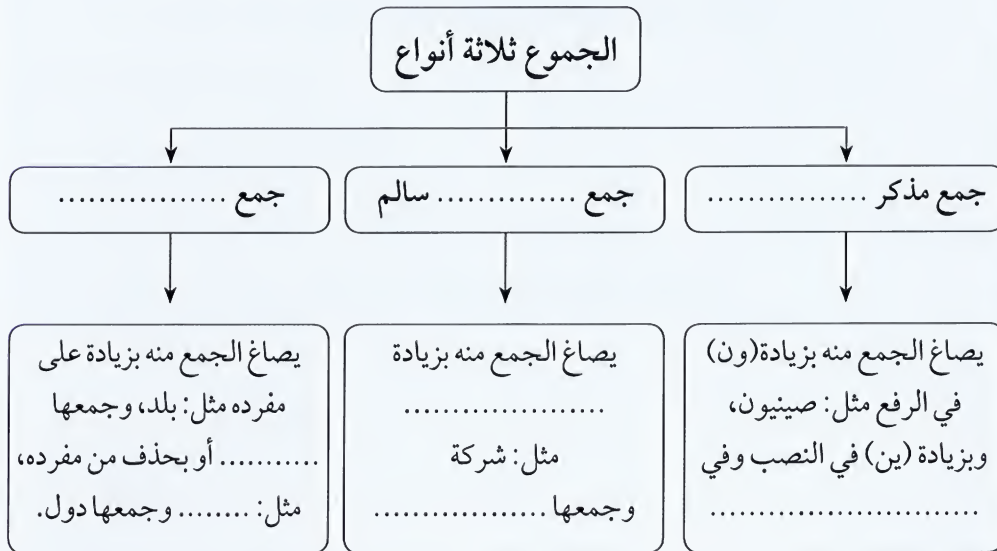 الجموع ثلاثة أنواع
جمع مذكر ................
جمع .............. سالم
جمع .................
يصاغ الجمع منه بزيادة(ون)
في الرفع مثل: صينيون،
وبزيادة (ين) في النصب وفي
...........................
يصاغ الجمع منه بزيادة
....................
مثل: شركة
وجمعها .................
يصاغ الجمع منه بزيادة على
مفرده مثل: بلد، وجمعها
........... أو بحذف من مفرده،
مثل: ........ وجمعها دول.